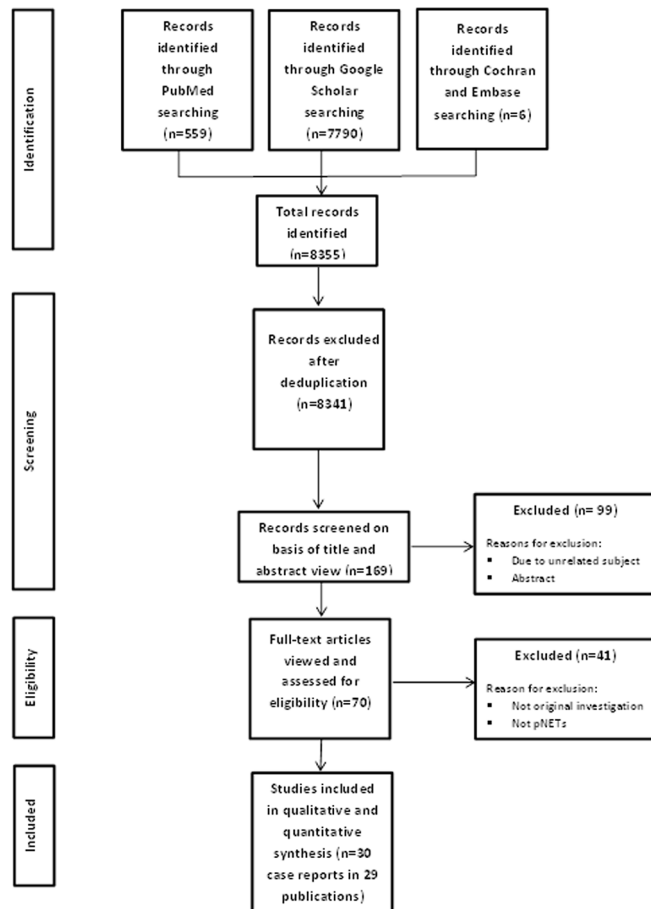 Identification
Records
identified
through
PubMed
searching
(n=559)
Records
identified
through Google
Scholar
searching
(n=7790)
Records
identified
through Cochran
and Embase
searching (n=6)
Total records
identified
(n=8355)
Screening
Records excluded
after
deduplication
(n=8341)
Records screened on
basis of title and
abstract view (n=169)
Excluded (n= 99)
Reasons for exclusion:
▪ Due to unrelated subject
▪ Abstract
Eligibility
Full-text articles
viewed and
assessed for
eligibility (n=70)
Excluded (n=41)
Reason for exclusion:
▪ Not original investigation
▪ Not pNETs
Included
Studies included
in qualitative and
quantitative
synthesis (n=30
case reports in 29
publications)